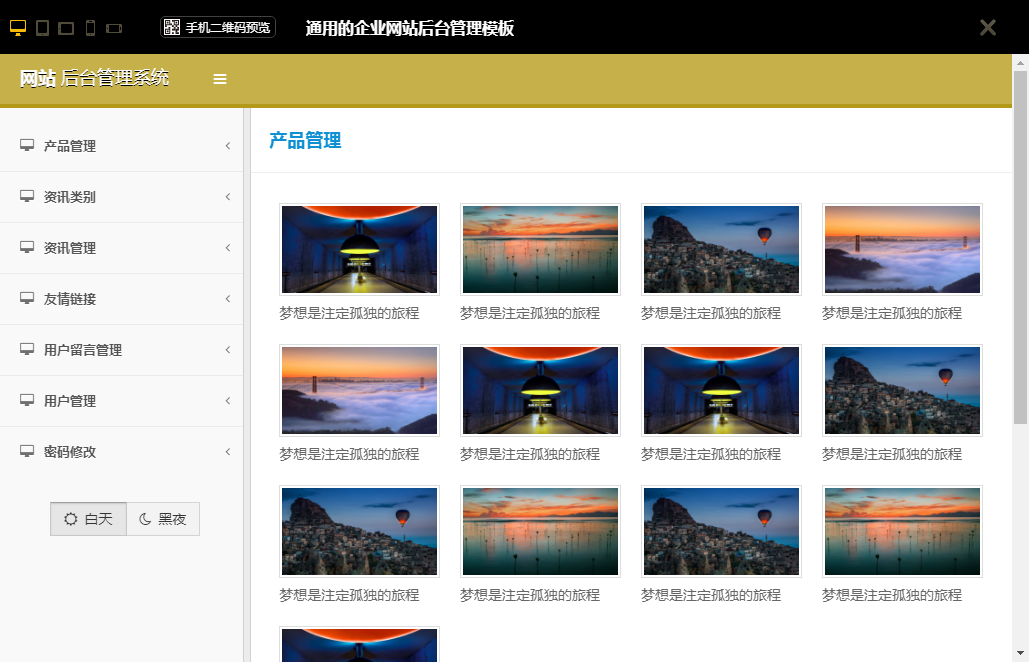 手机二维码预览 通用的企业网站后台管理模板
网站 后台管理系统
产品管理
资讯类别
资讯管理
友情链接
用户留言管理
用户管理
密码修改
白天 黑夜
产品管理
梦想是注定孤独的旅程 梦想是注定孤独的旅程 梦想是注定孤独的旅程 梦想是注定孤独的旅程
梦想是注定孤独的旅程 梦想是注定孤独的旅程 梦想是注定孤独的旅程 梦想是注定孤独的旅程
梦想是注定孤独的旅程 梦想是注定孤独的旅程 梦想是注定孤独的旅程 梦想是注定孤独的旅程